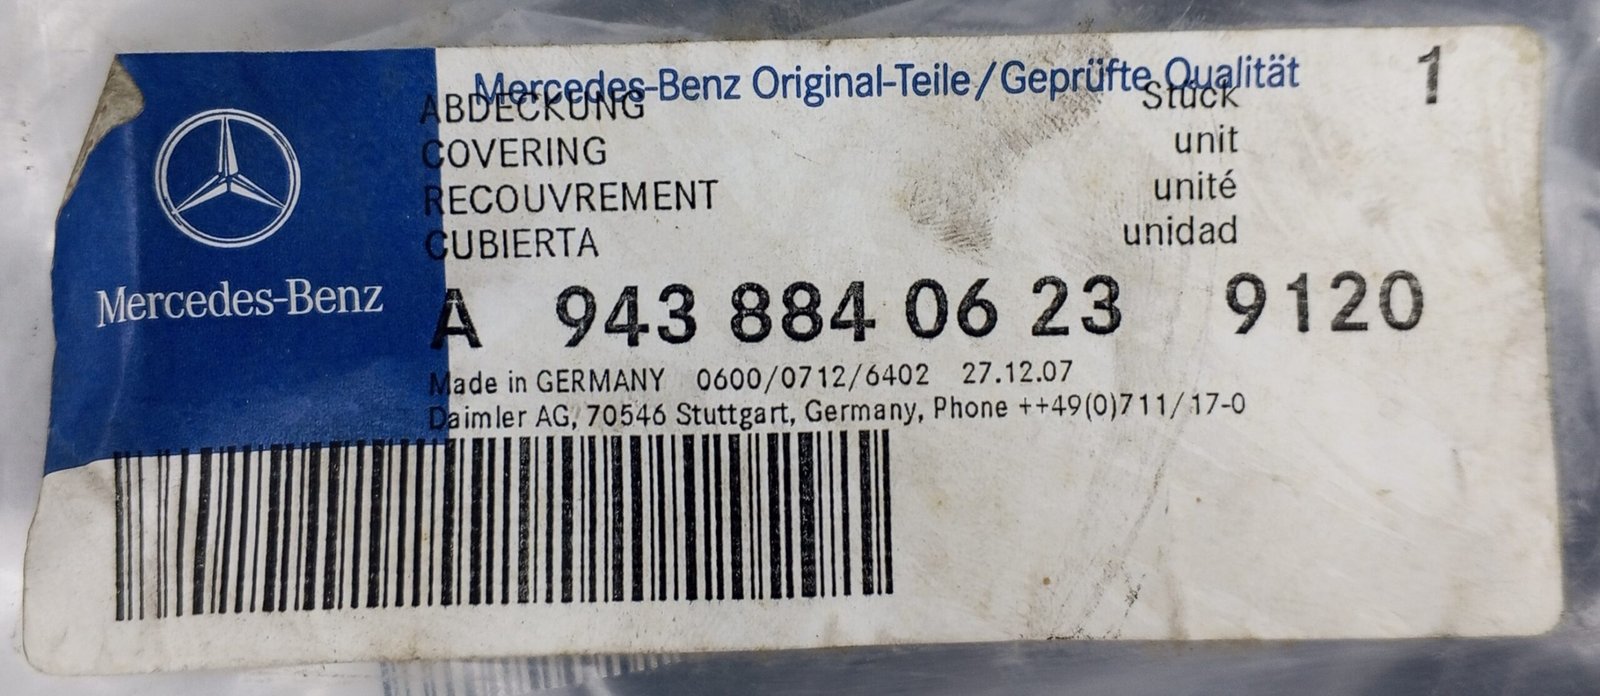 Mercedes-Benz Original-Teile/Geprüfte Qualität
ABDECKUNG Stück 1
COVERING unit
RECOUVREMENT unité
CUBIERTA unidad
Mercedes-Benz
A 943 884 06 23 9120
Made in GERMANY 0600/0712/6402 27.12.07
Daimler AG, 70546 Stuttgart, Germany, Phone ++49(0)711/17-0